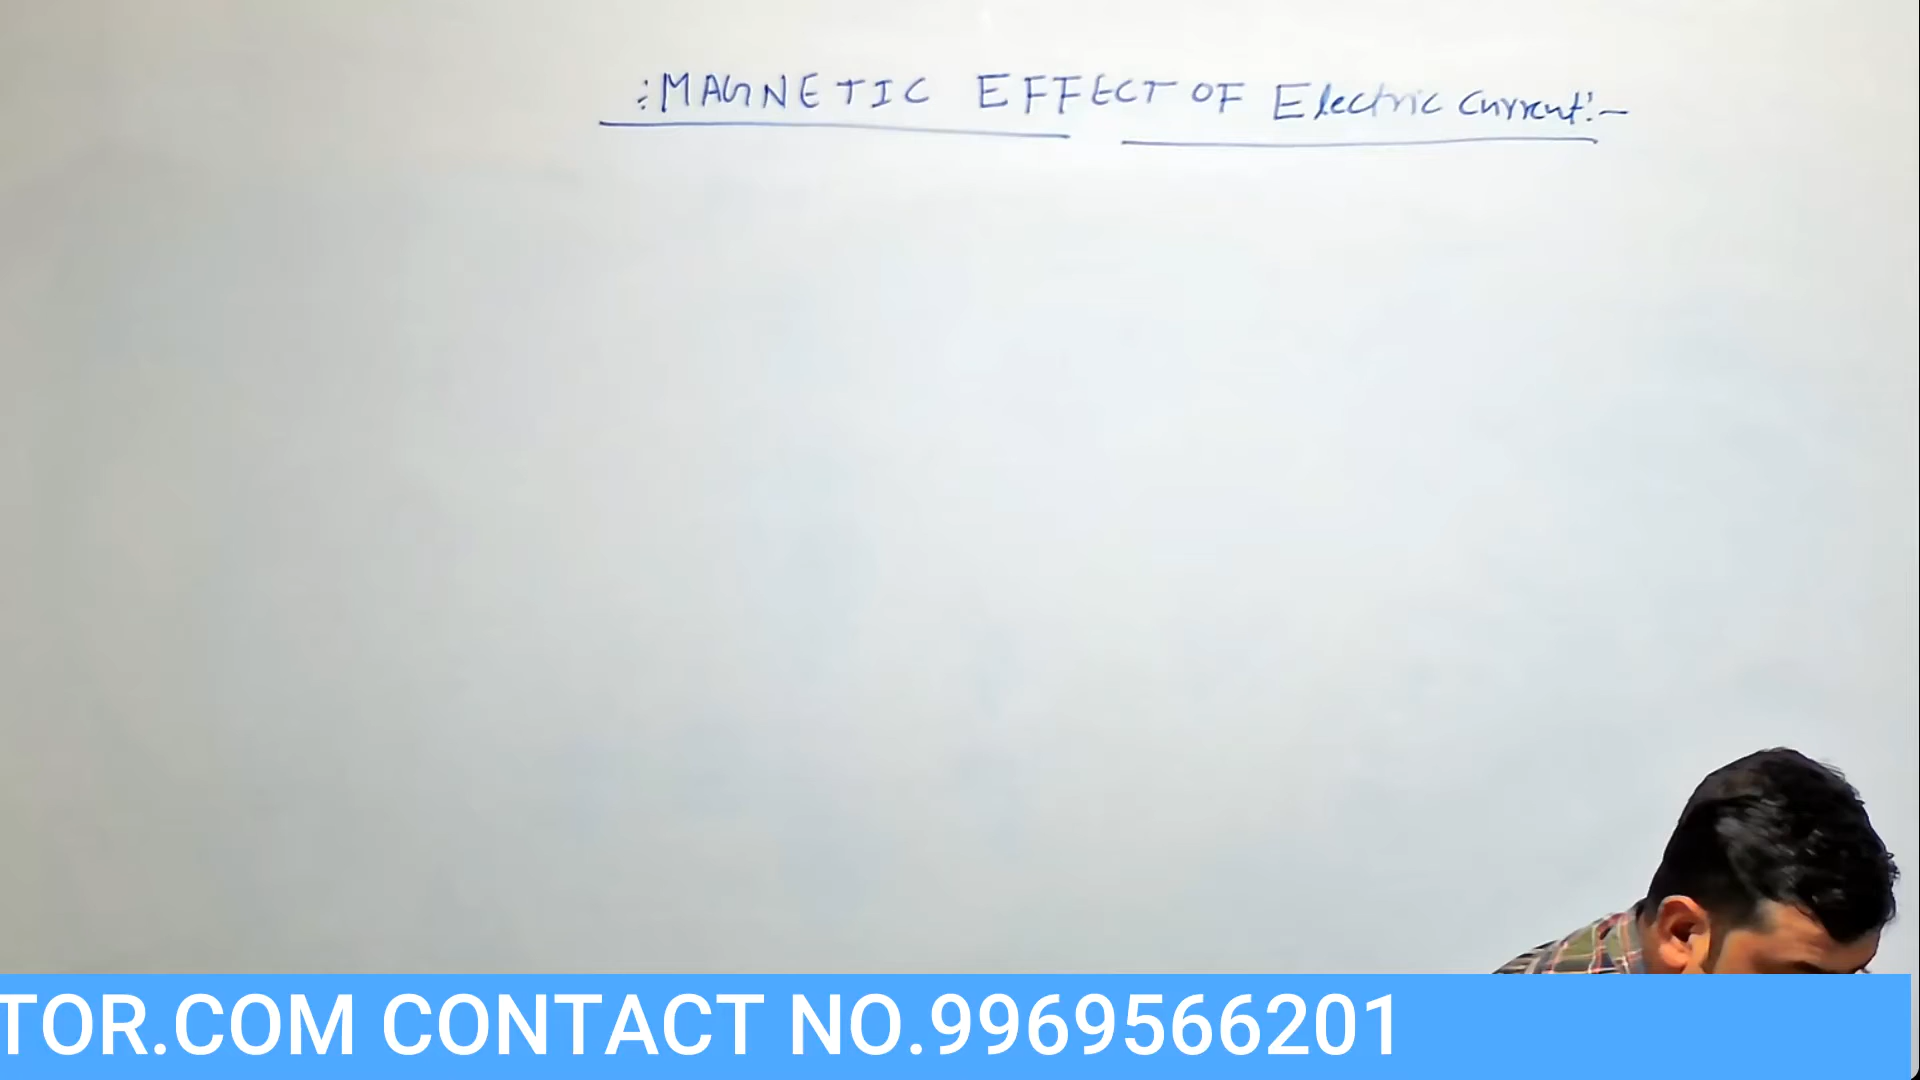 :MAGNETIC EFFECT OF Electric Current:-
TOR.COM CONTACT NO.9969566201